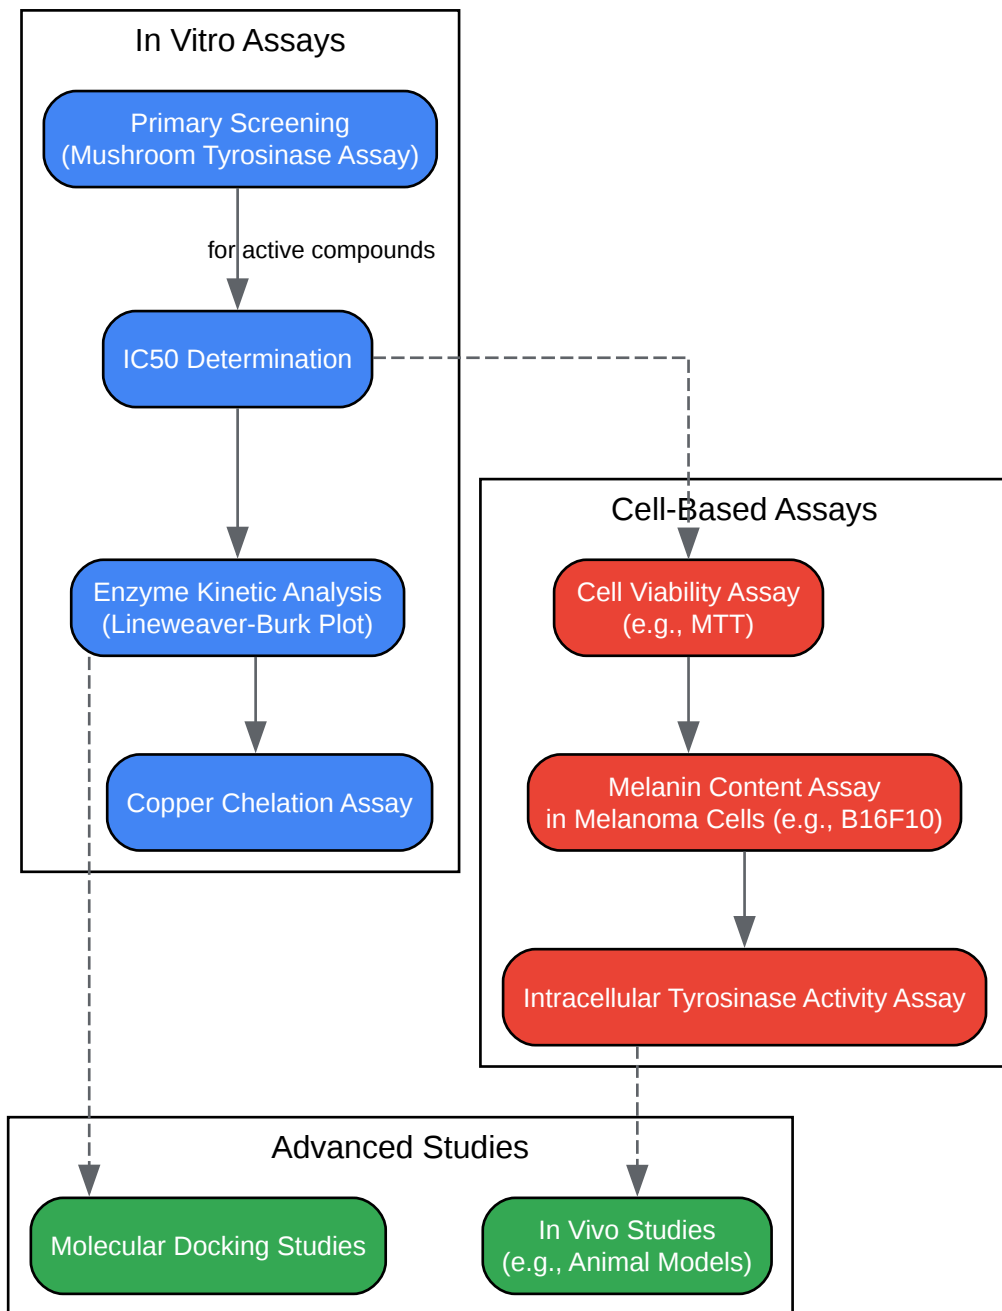 In Vitro Assays
Primary Screening
(Mushroom Tyrosinase Assay)
for active compounds
IC50 Determination
Enzyme Kinetic Analysis
(Lineweaver-Burk Plot)
Copper Chelation Assay
Cell-Based Assays
Cell Viability Assay
(e.g., MTT)
Melanin Content Assay
in Melanoma Cells (e.g., B16F10)
Intracellular Tyrosinase Activity Assay
Advanced Studies
Molecular Docking Studies
In Vivo Studies
(e.g., Animal Models)